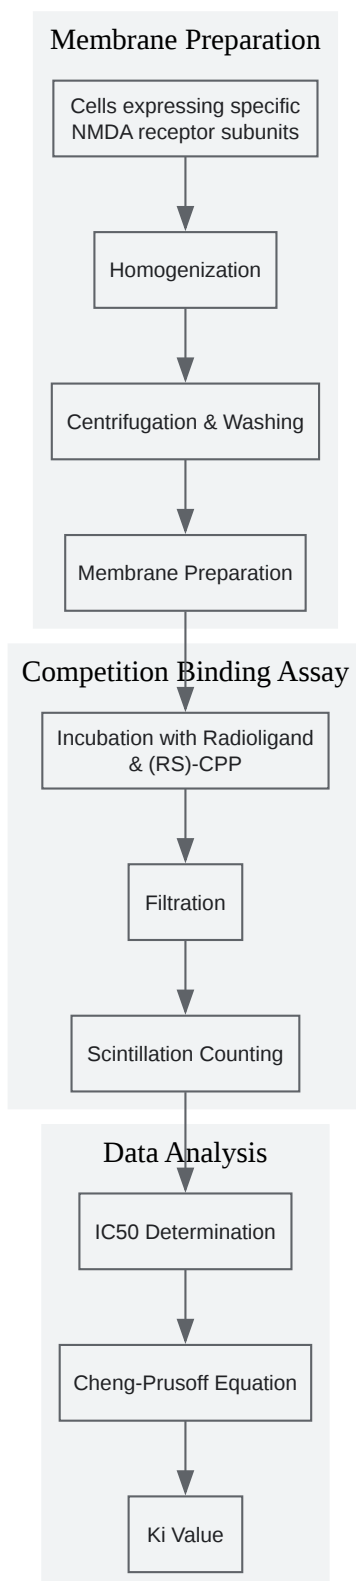 Membrane Preparation
Cells expressing specific
NMDA receptor subunits
Homogenization
Centrifugation & Washing
Membrane Preparation
Competition Binding Assay
Incubation with Radioligand
& (RS)-CPP
Filtration
Scintillation Counting
Data Analysis
IC50 Determination
Cheng-Prusoff Equation
Ki Value